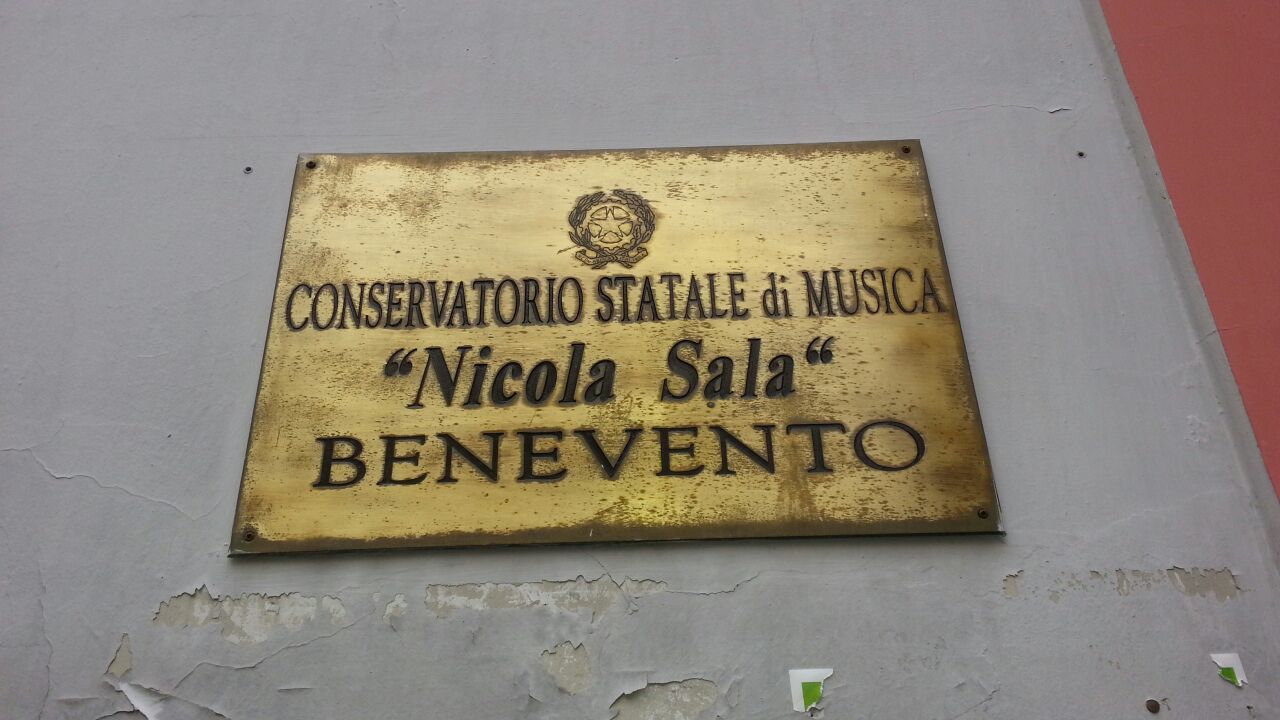 CONSERVATORIO STATALE di MUSICA
“Nicola Sala“
BENEVENTO